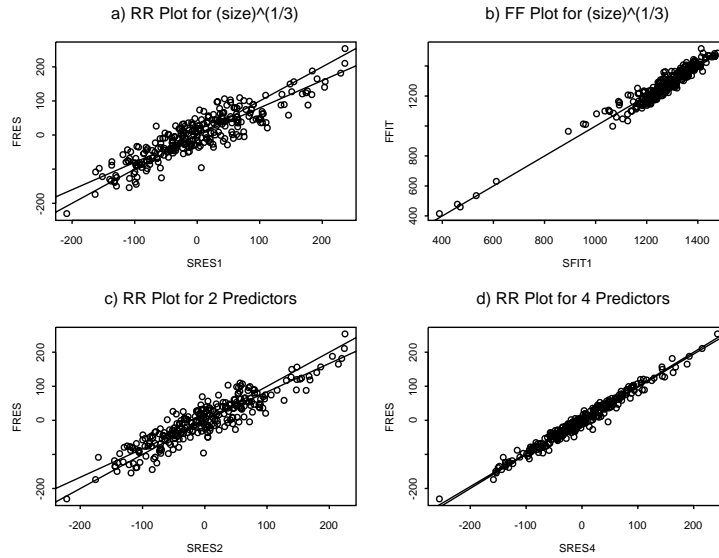 a) RR Plot for (size)^(1/3)
FRES
-200 0 100 200
-200 -100 0 100 200
SRES1
b) FF Plot for (size)^(1/3)
FFIT
400 600 800 1000 1300
400 600 800 1000 1200 1400
SFIT1
c) RR Plot for 2 Predictors
FRES
-200 0 100 200
-200 -100 0 100 200
SRES2
d) RR Plot for 4 Predictors
FRES
-200 0 100 200
-200 -100 0 100 200
SRES4